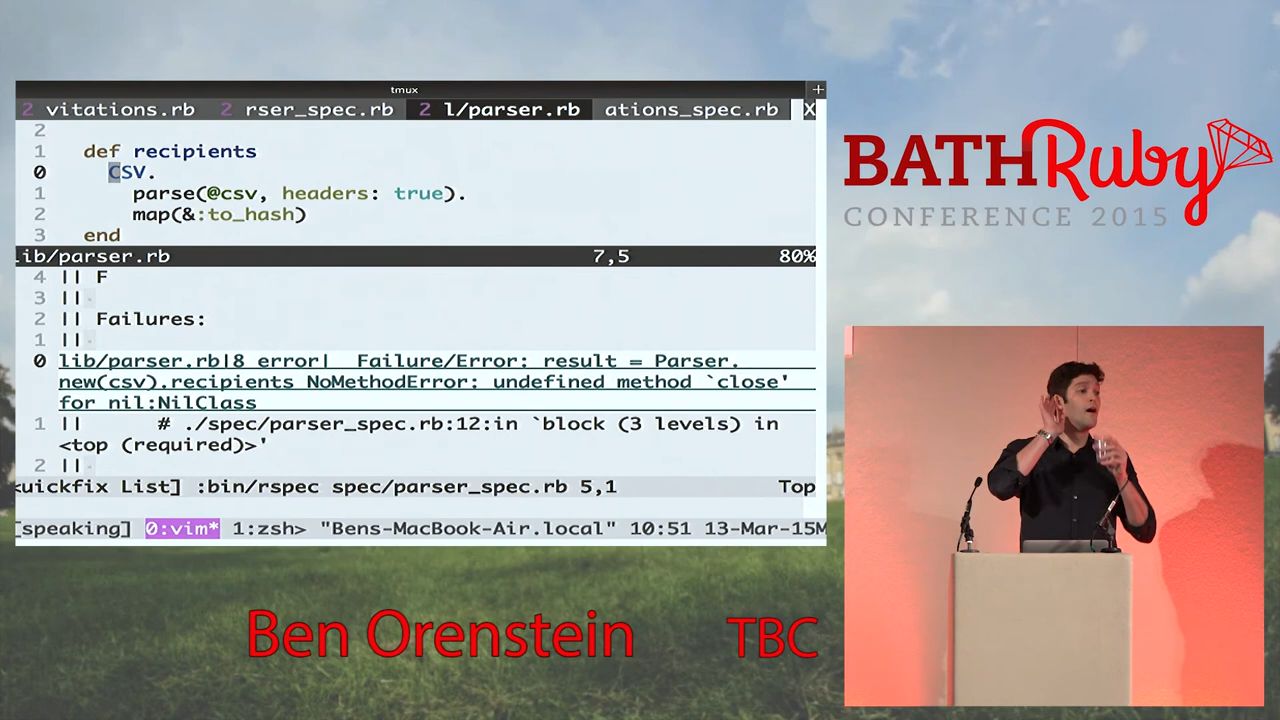 tmux +
2 vitations.rb 2 rser_spec.rb 2 l/parser.rb ations_spec.rb X
2
1 def recipients
0 CSV.
1 parse(@csv, headers: true).
2 map(&:to_hash)
3 end
lib/parser.rb 7,5 80%
4 || F
3 ||
2 || Failures:
1 ||
0 lib/parser.rb|8 error| Failure/Error: result = Parser.
new(csv).recipients NoMethodError: undefined method `close'
for nil:NilClass
1 || # ./spec/parser_spec.rb:12:in `block (3 levels) in
<top (required)>'
2 ||
uickfix List] :bin/rspec spec/parser_spec.rb 5,1 Top
[speaking] 0:vim* 1:zsh> "Bens-MacBook-Air.local" 10:51 13-Mar-15M
BATHRuby
CONFERENCE 2015
Ben Orenstein TBC